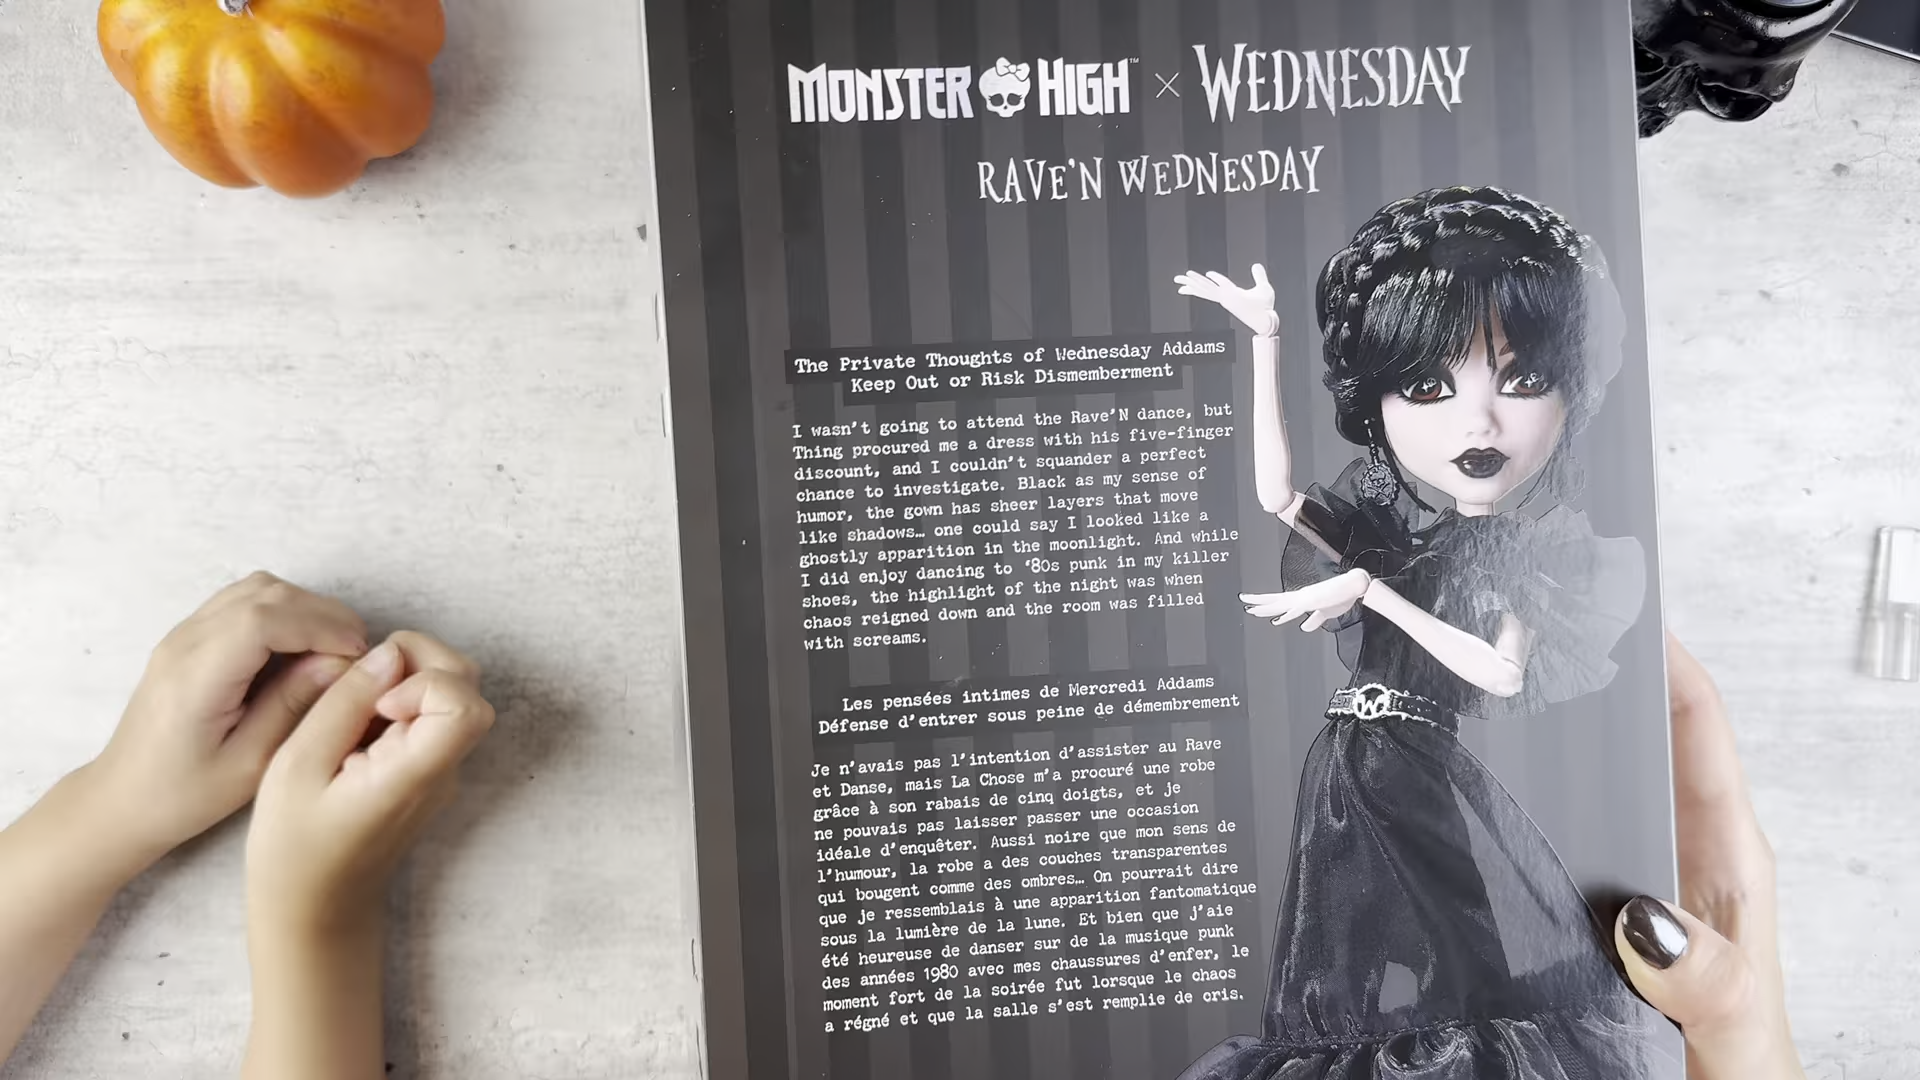 MONSTER HIGH™ × WEDNESDAY
RAVE'N WEDNESDAY
The Private Thoughts of Wednesday Addams
Keep Out or Risk Dismemberment
I wasn't going to attend the Rave'N dance, but
Thing procured me a dress with his five-finger
discount, and I couldn't squander a perfect
chance to investigate. Black as my sense of
humor, the gown has sheer layers that move
like shadows… one could say I looked like a
ghostly apparition in the moonlight. And while
I did enjoy dancing to '80s punk in my killer
shoes, the highlight of the night was when
chaos reigned down and the room was filled
with screams.
Les pensées intimes de Mercredi Addams
Défense d'entrer sous peine de démembrement
Je n'avais pas l'intention d'assister au Rave
et Danse, mais La Chose m'a procuré une robe
grâce à son rabais de cinq doigts, et je
ne pouvais pas laisser passer une occasion
idéale d'enquêter. Aussi noire que mon sens de
l'humour, la robe a des couches transparentes
qui bougent comme des ombres… On pourrait dire
que je ressemblais à une apparition fantomatique
sous la lumière de la lune. Et bien que j'aie
été heureuse de danser sur de la musique punk
des années 1980 avec mes chaussures d'enfer, le
moment fort de la soirée fut lorsque le chaos
a régné et que la salle s'est remplie de cris.
W